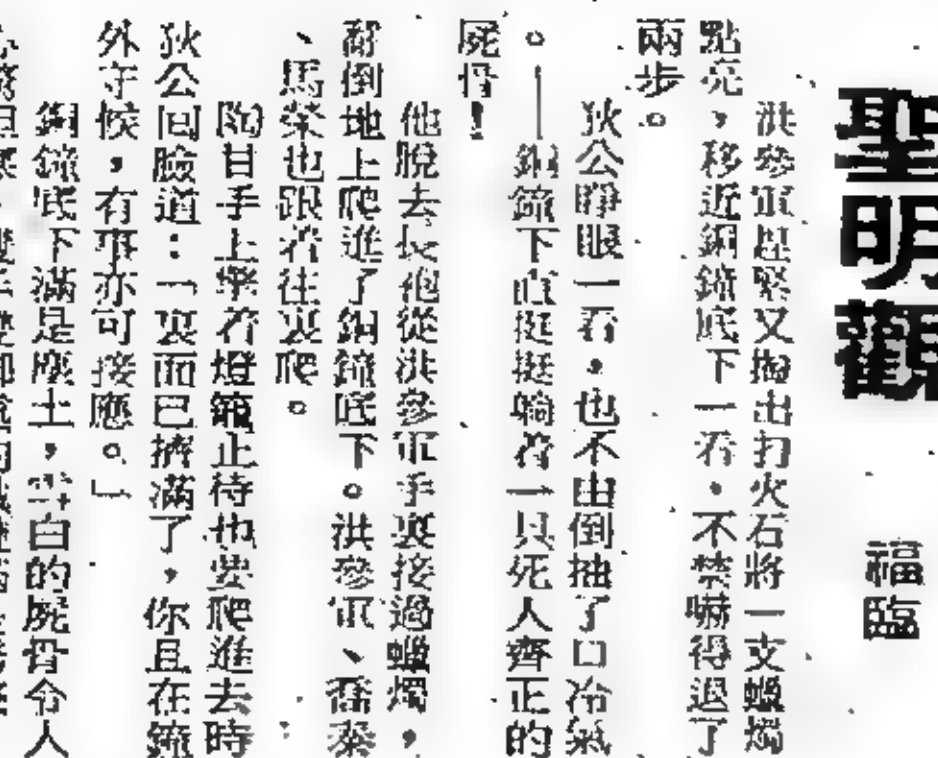 聖明觀
福臨
洪參軍趕緊又掏出打火石將一支蠟燭
點亮，移近銅鐘底下一看，不禁嚇得退了
兩步。
狄公睜眼一看，也不由倒抽了口冷氣
。——銅鐘下直挺挺躺着一具死人齊正的
屍骨！
他脫去長袍從洪參軍手裏接過蠟燭，
翻倒地上爬進了銅鐘底下。洪參軍、喬泰
、馬榮也跟着往裏爬。
陶甘手上擎着燈籠正待也要爬進去時
狄公回臉道：「裏面已擠滿了，你且在鐘
外守候，有事亦可接應。」
銅鐘底下滿是塵土，白的屍骨令人